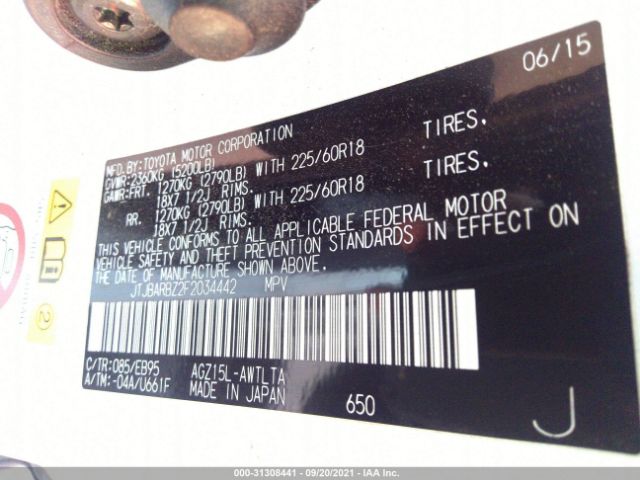 06/15
MFD.BY:TOYOTA MOTOR CORPORATION
GVWR:2360KG (5200LB)
GAWR:FRT. 1270KG (2790LB) WITH 225/60R18 TIRES,
18X7 1/2J RIMS.
RR. 1270KG (2790LB) WITH 225/60R18 TIRES,
18X7 1/2J RIMS.
THIS VEHICLE CONFORMS TO ALL APPLICABLE FEDERAL MOTOR
VEHICLE SAFETY AND THEFT PREVENTION STANDARDS IN EFFECT ON
THE DATE OF MANUFACTURE SHOWN ABOVE.
JTJBARBZ2F2034442 MPV
C/TR:085/EB95 AGZ15L-AWTLTA
A/TM:-04A/U661F MADE IN JAPAN
650
J
2
000-31308441 - 09/20/2021 - IAA Inc.